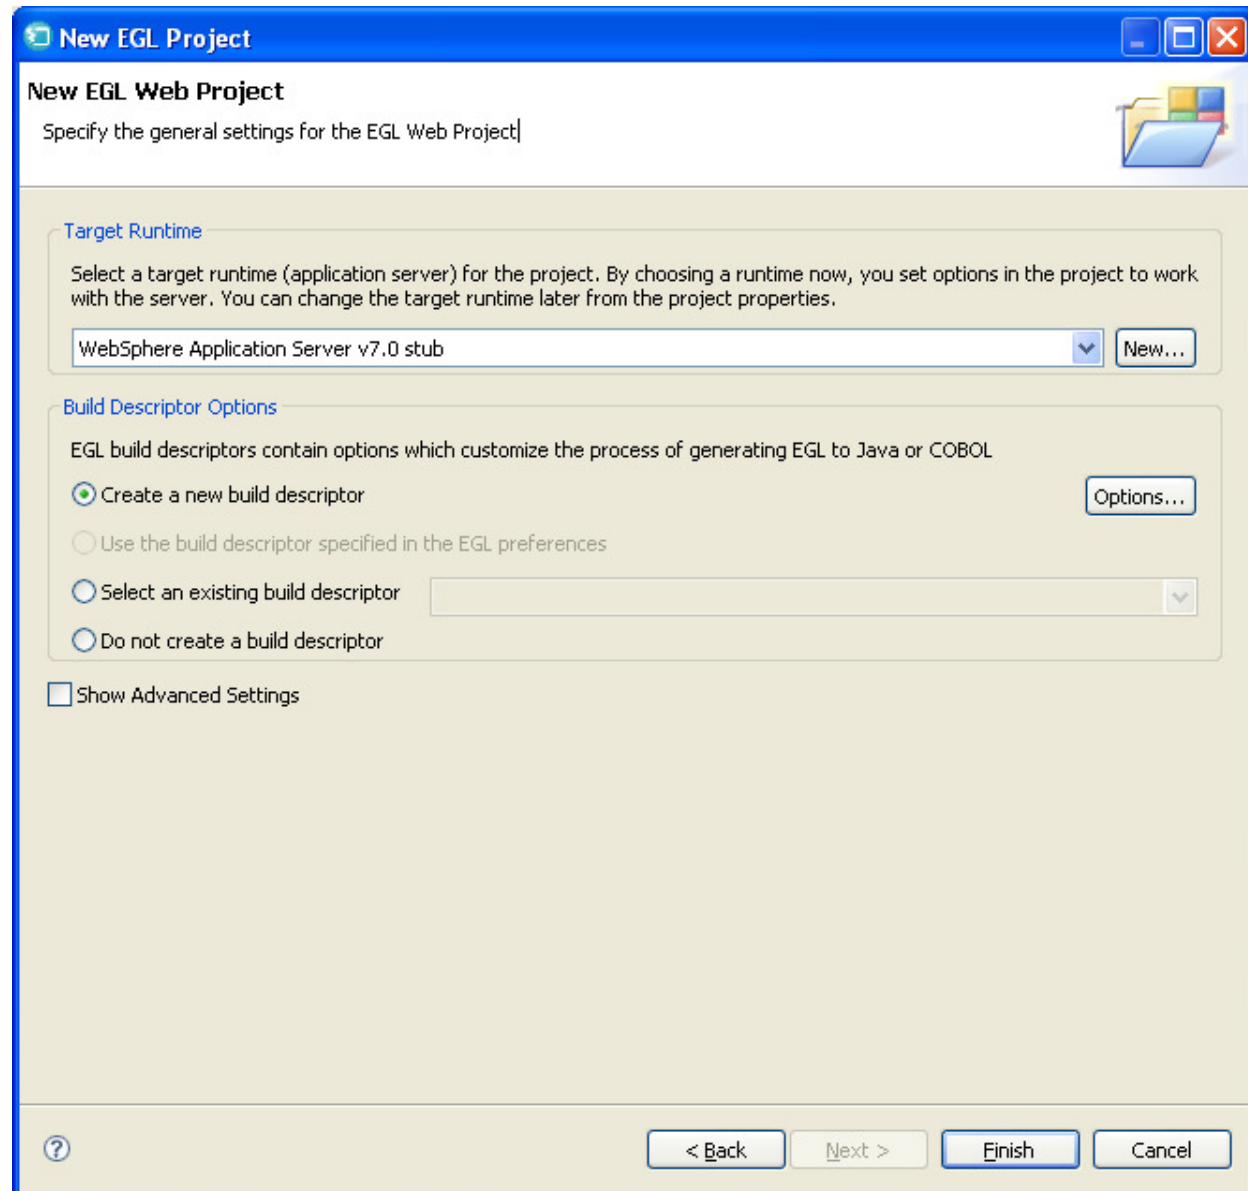 New EGL Project
New EGL Web Project
Specify the general settings for the EGL Web Project
Target Runtime
Select a target runtime (application server) for the project. By choosing a runtime now, you set options in the project to work
with the server. You can change the target runtime later from the project properties.
WebSphere Application Server v7.0 stub
New...
Build Descriptor Options
EGL build descriptors contain options which customize the process of generating EGL to Java or COBOL
Create a new build descriptor
Options...
Use the build descriptor specified in the EGL preferences
Select an existing build descriptor
Do not create a build descriptor
Show Advanced Settings
?
< Back
Next >
Finish
Cancel